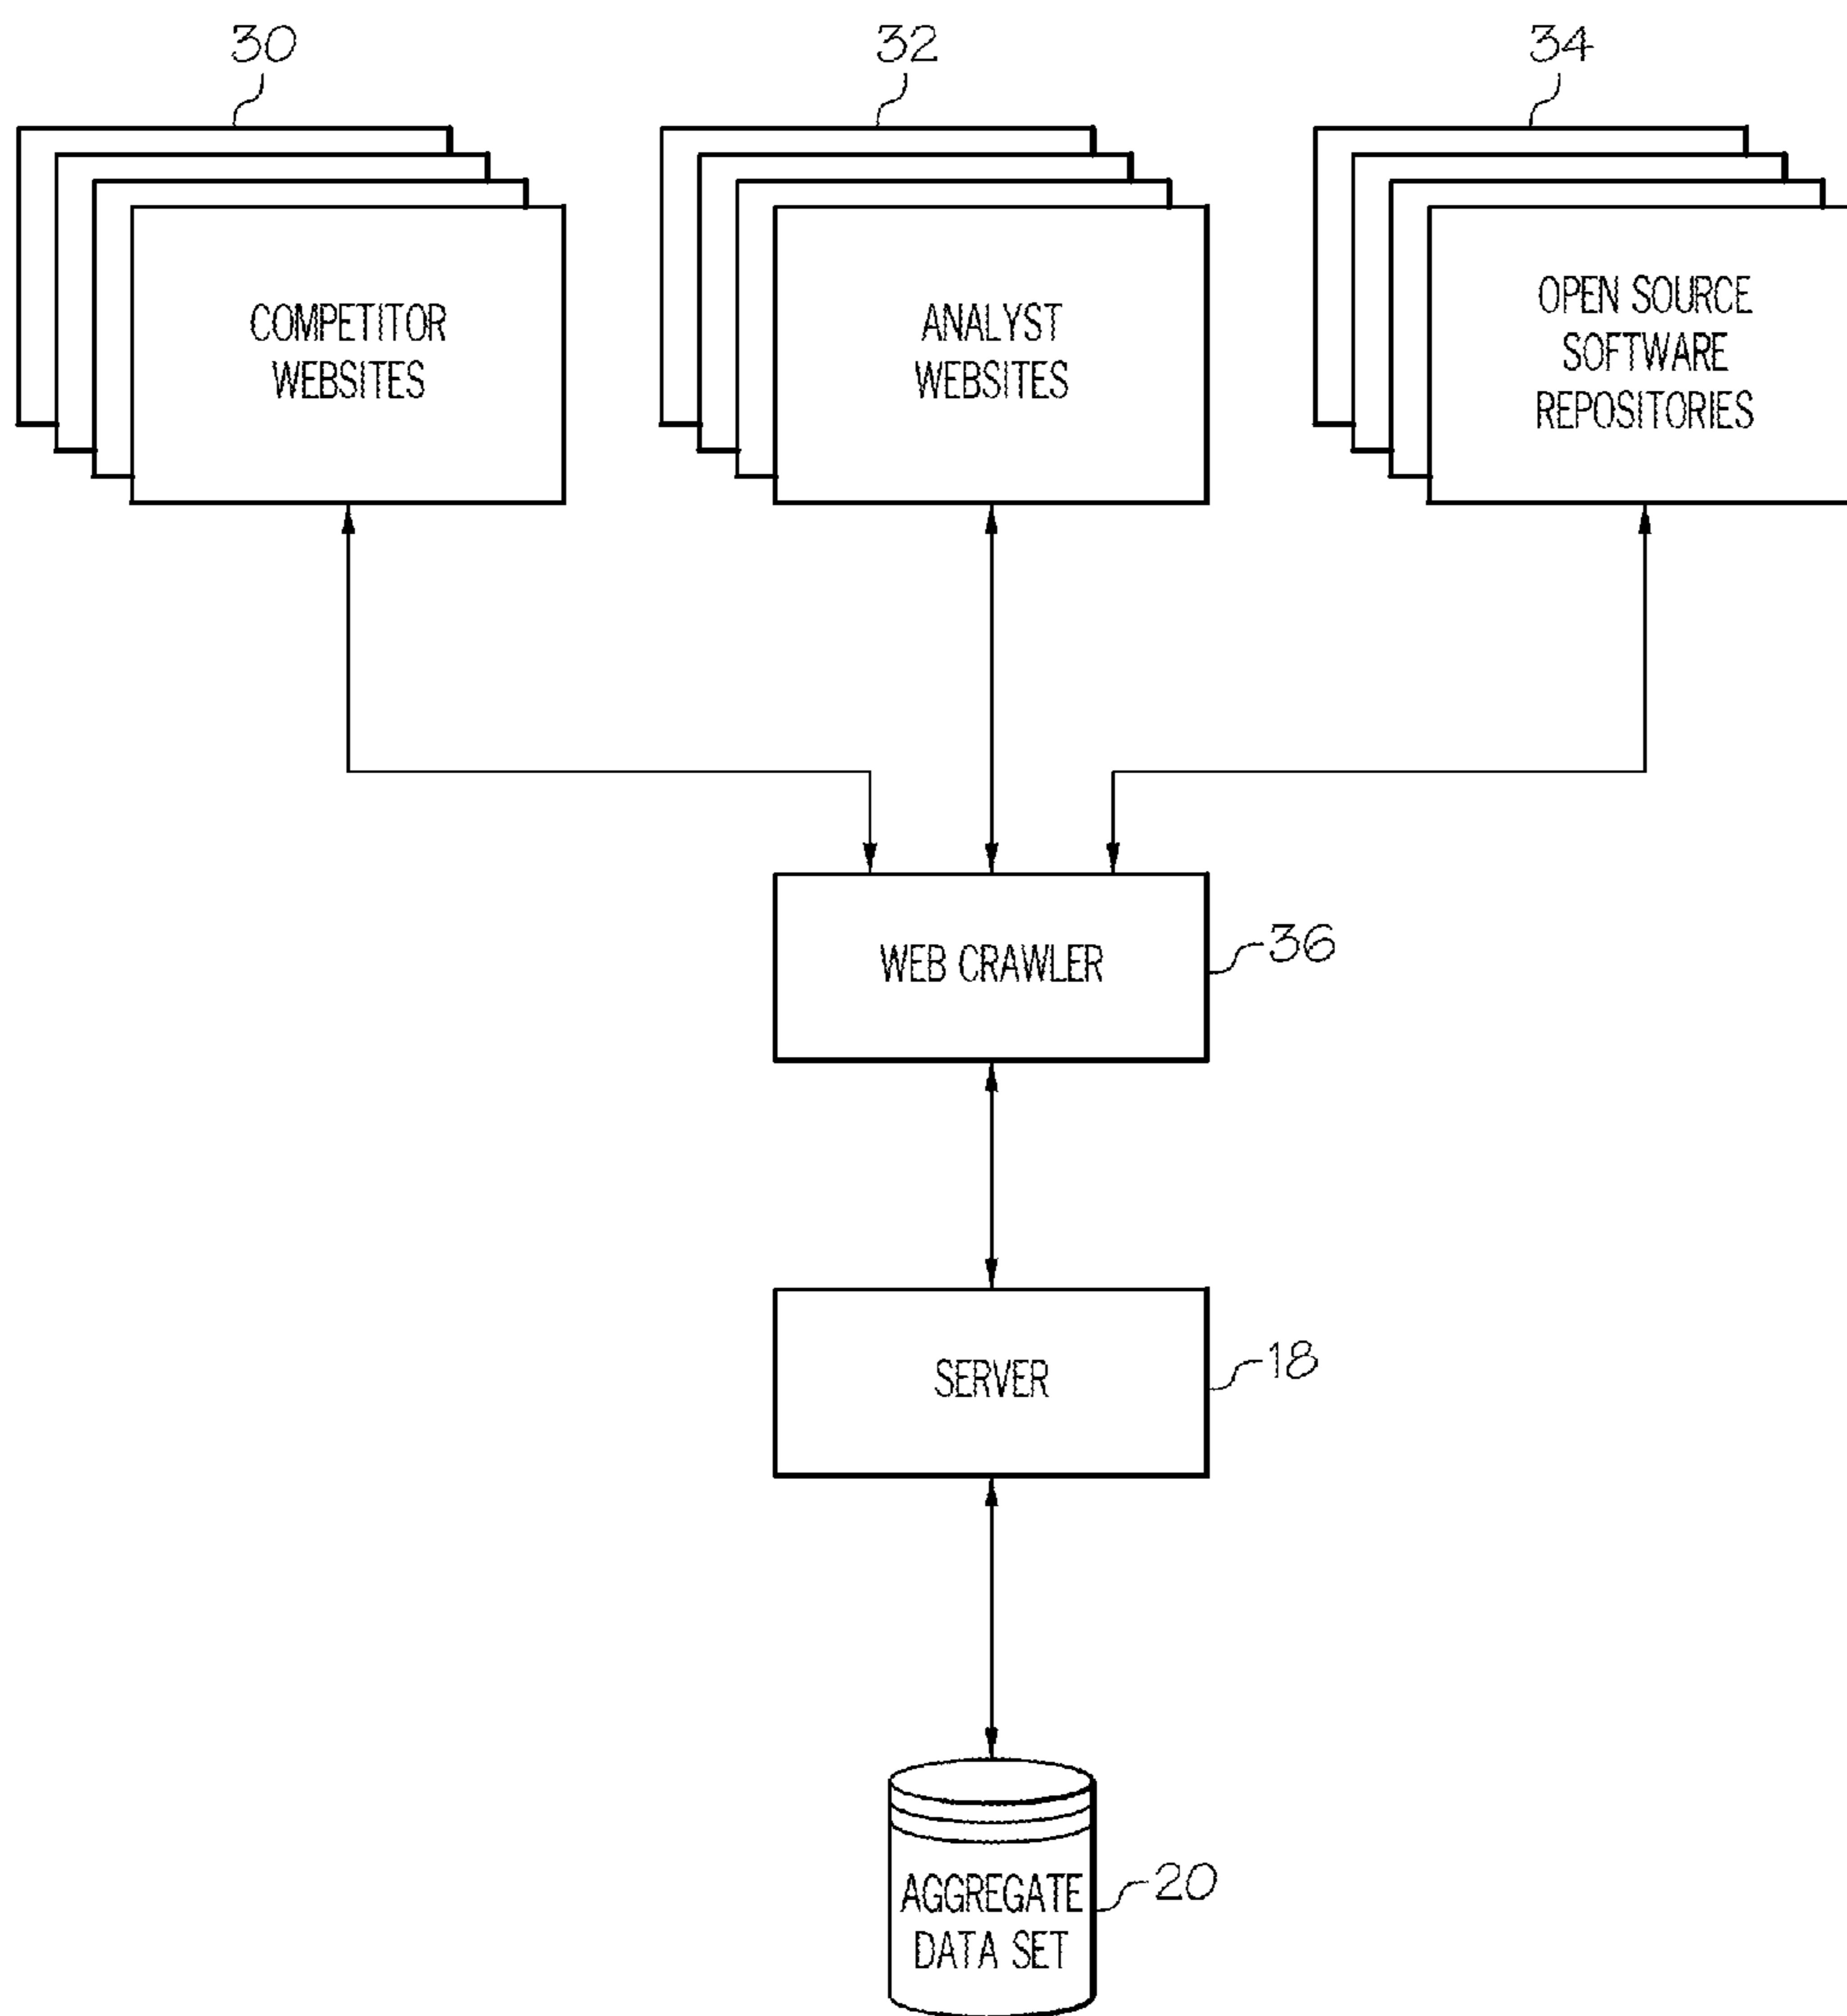 30
32
34
COMPETITOR
WEBSITES
ANALYST
WEBSITES
OPEN SOURCE
SOFTWARE
REPOSITORIES
WEB CRAWLER
36
SERVER
18
AGGREGATE
DATA SET
20